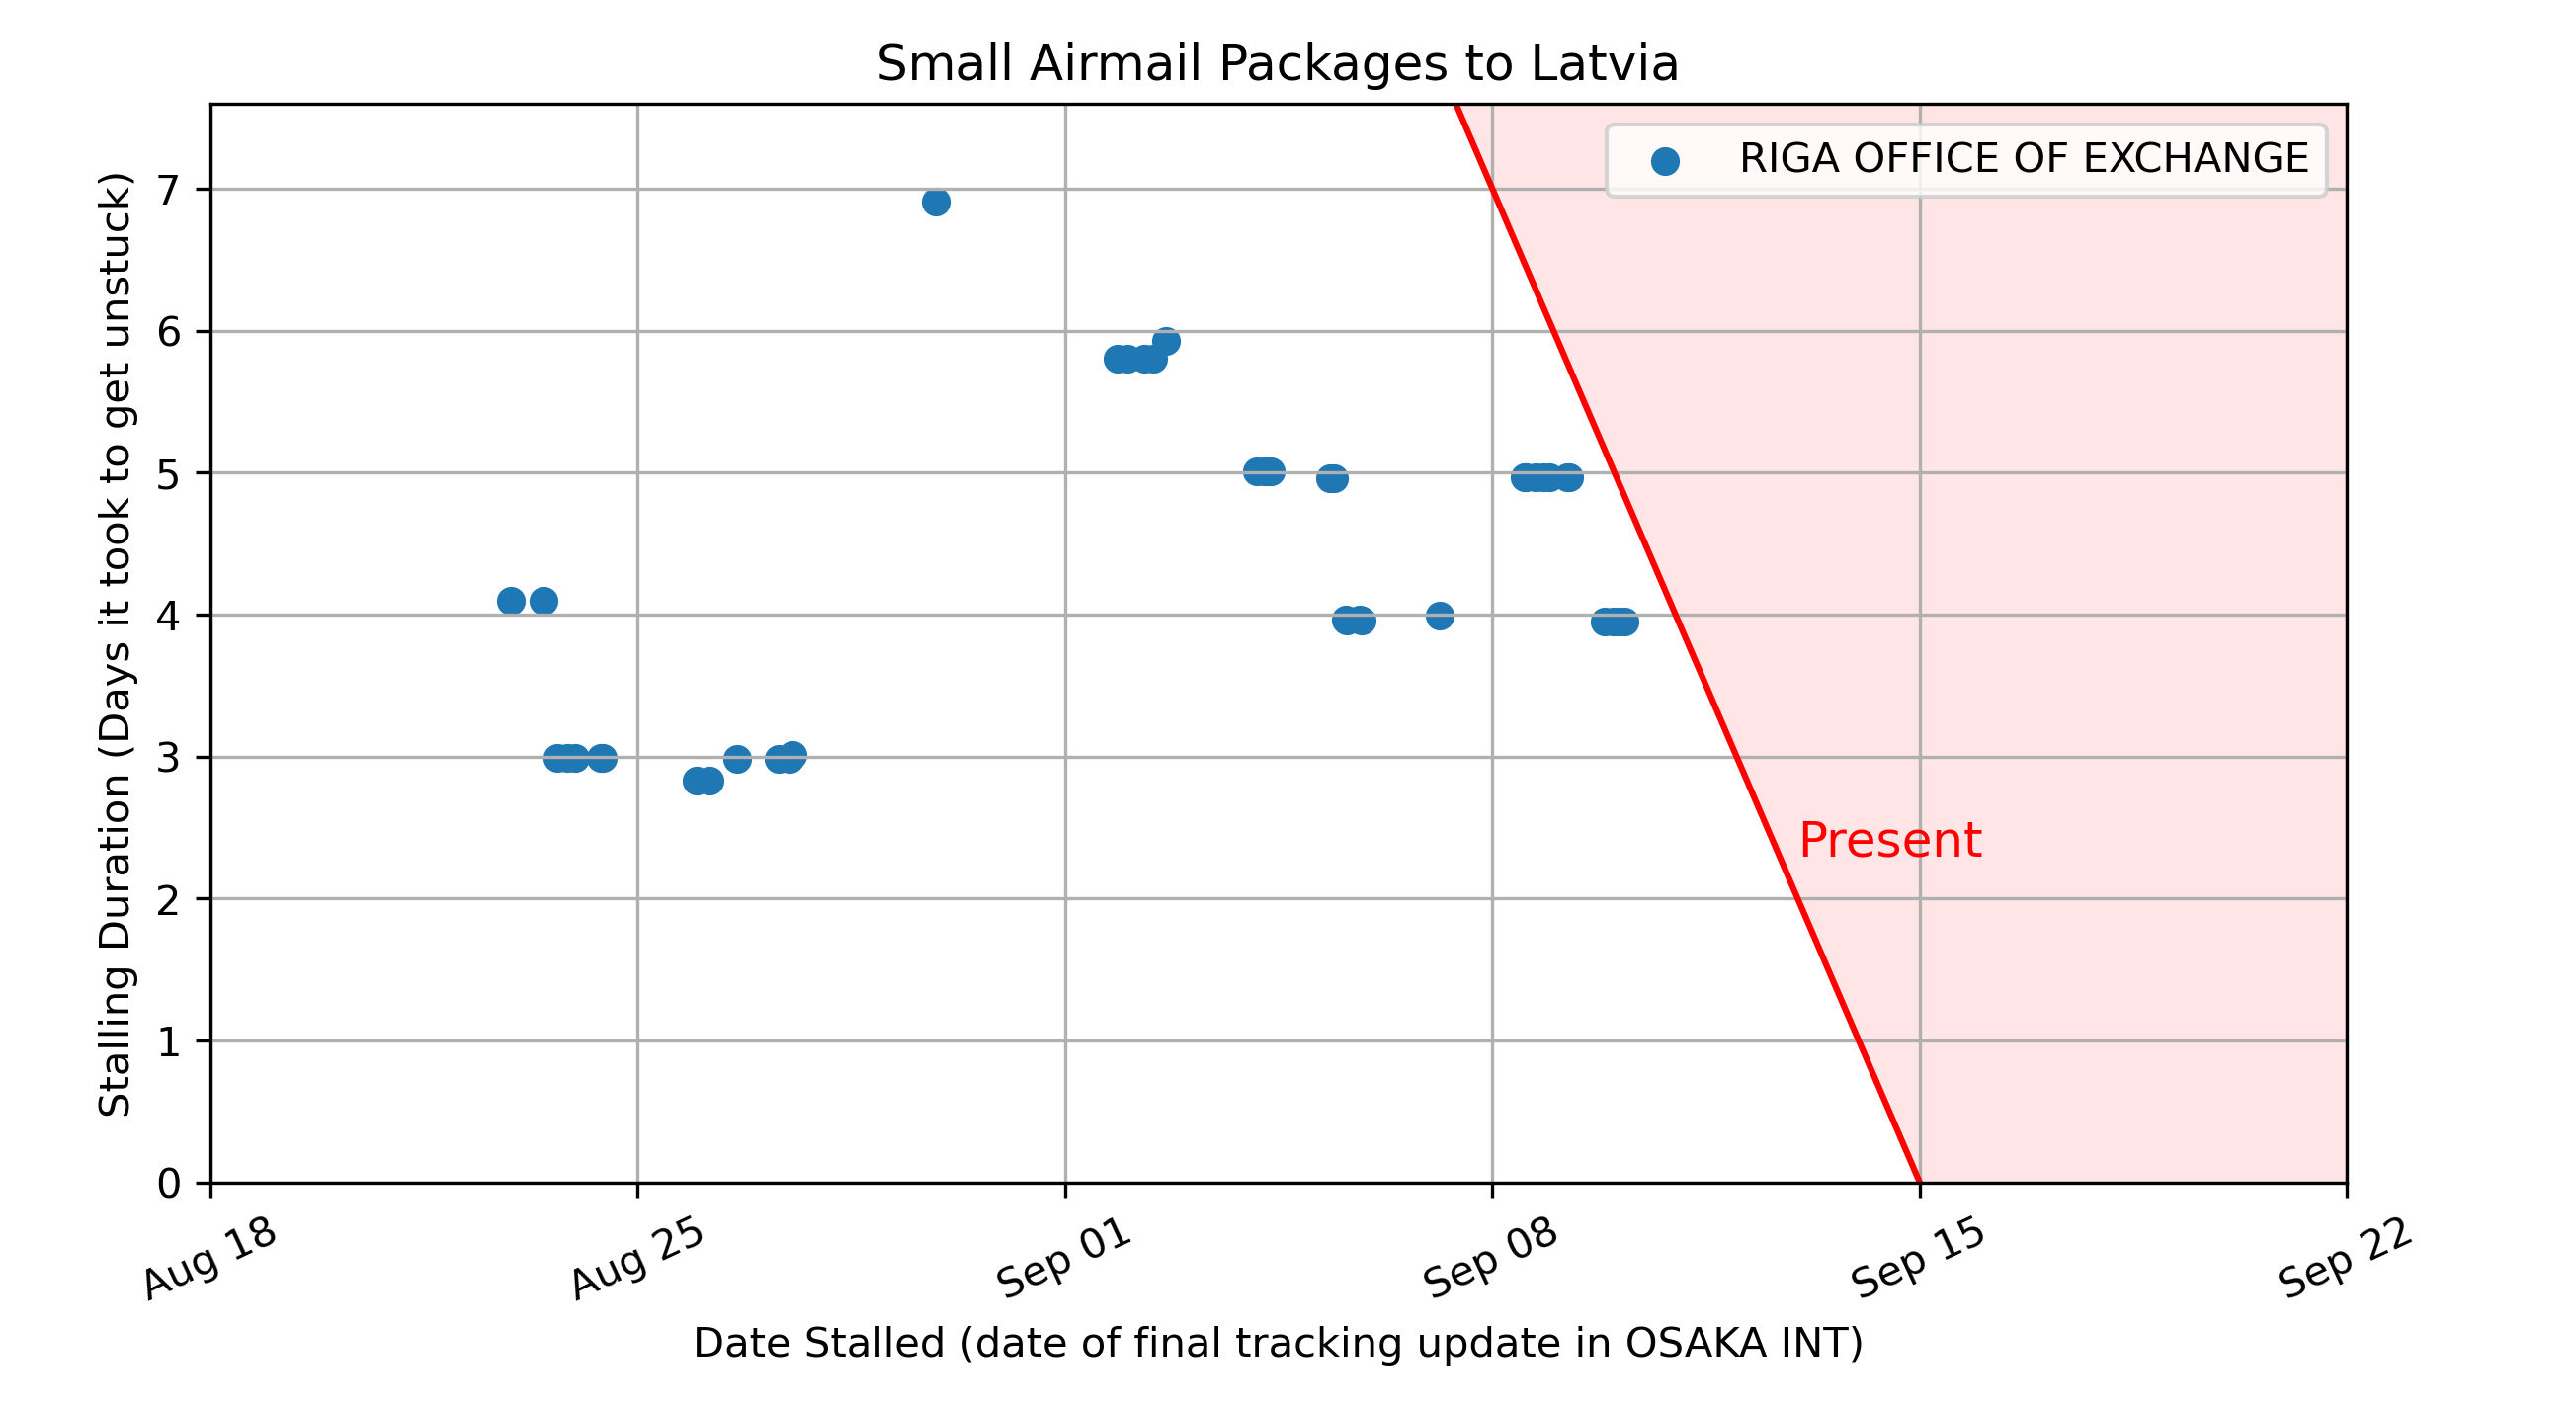 Small Airmail Packages to Latvia
RIGA OFFICE OF EXCHANGE
Stalling Duration (Days it took to get unstuck)
7
6
5
4
3
2
1
0
Present
Aug 18
Aug 25
Sep 01
Sep 08
Sep 15
Sep 22
Date Stalled (date of final tracking update in OSAKA INT)